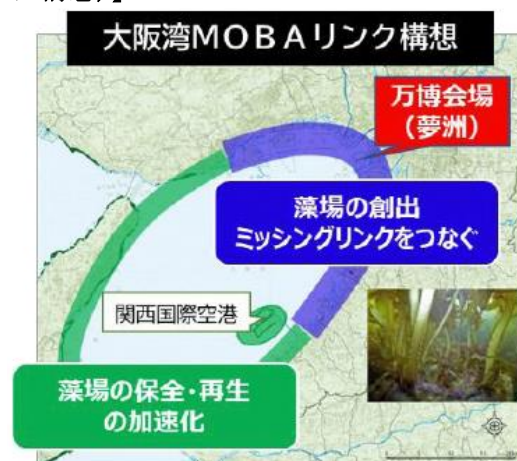 大阪湾MOBAリンク構想
万博会場
(夢洲)
藻場の創出
ミッシングリンクをつなぐ
関西国際空港
藻場の保全・再生
の加速化